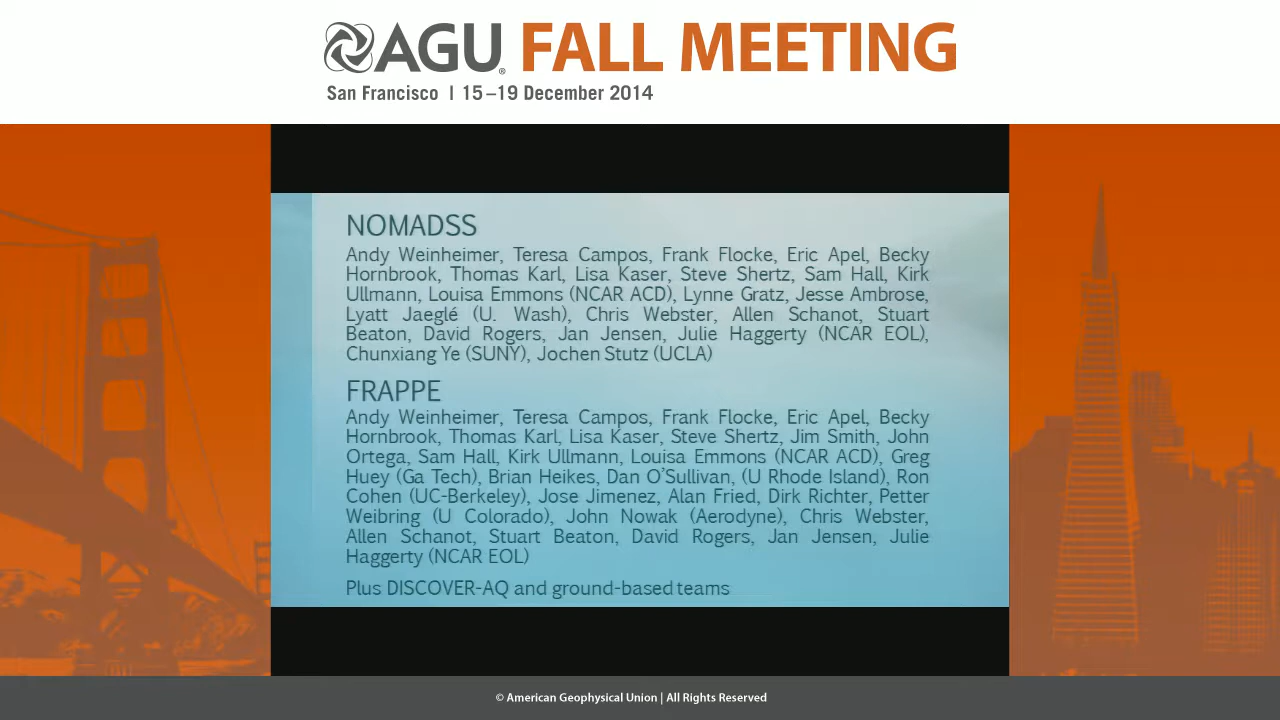 AGU® FALL MEETING
San Francisco | 15–19 December 2014
NOMADSS
Andy Weinheimer, Teresa Campos, Frank Flocke, Eric Apel, Becky
Hornbrook, Thomas Karl, Lisa Kaser, Steve Shertz, Sam Hall, Kirk
Ullmann, Louisa Emmons (NCAR ACD), Lynne Gratz, Jesse Ambrose,
Lyatt Jaeglé (U. Wash), Chris Webster, Allen Schanot, Stuart
Beaton, David Rogers, Jan Jensen, Julie Haggerty (NCAR EOL),
Chunxiang Ye (SUNY), Jochen Stutz (UCLA)
FRAPPE
Andy Weinheimer, Teresa Campos, Frank Flocke, Eric Apel, Becky
Hornbrook, Thomas Karl, Lisa Kaser, Steve Shertz, Jim Smith, John
Ortega, Sam Hall, Kirk Ullmann, Louisa Emmons (NCAR ACD), Greg
Huey (Ga Tech), Brian Heikes, Dan O’Sullivan, (U Rhode Island), Ron
Cohen (UC-Berkeley), Jose Jimenez, Alan Fried, Dirk Richter, Petter
Weibring (U Colorado), John Nowak (Aerodyne), Chris Webster,
Allen Schanot, Stuart Beaton, David Rogers, Jan Jensen, Julie
Haggerty (NCAR EOL)
Plus DISCOVER-AQ and ground-based teams
© American Geophysical Union | All Rights Reserved